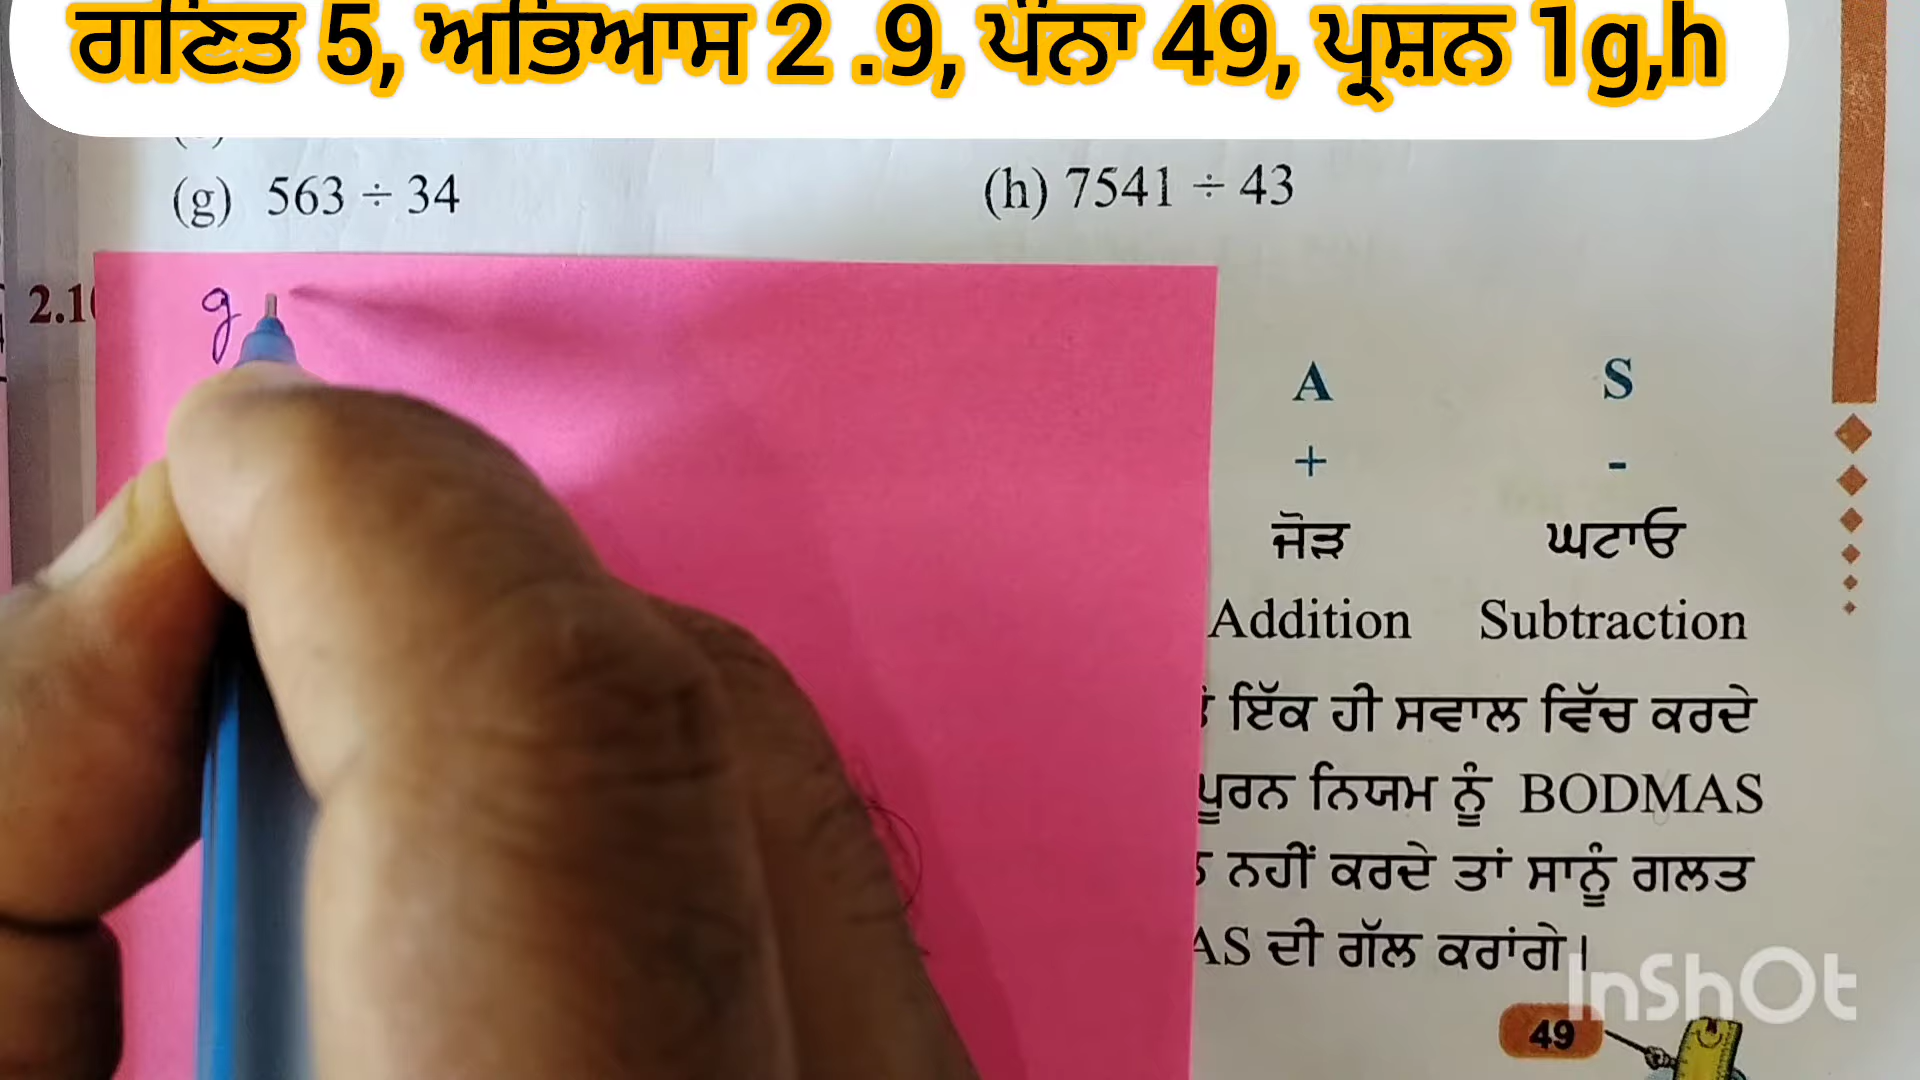 ਗਣਿਤ 5, ਅਭਿਆਸ 2 .9, ਪੰਨਾ 49, ਪ੍ਰਸ਼ਨ 1g,h
(g) 563 ÷ 34
(h) 7541 ÷ 43
2.1
g
A S
+ -
ਜੋੜ ਘਟਾਓ
Addition Subtraction
ਇੱਕ ਹੀ ਸਵਾਲ ਵਿੱਚ ਕਰਦੇ
ਪੂਰਨ ਨਿਯਮ ਨੂੰ BODMAS
ਨਹੀਂ ਕਰਦੇ ਤਾਂ ਸਾਨੂੰ ਗਲਤ
AS ਦੀ ਗੱਲ ਕਰਾਂਗੇ।
InShOt
49